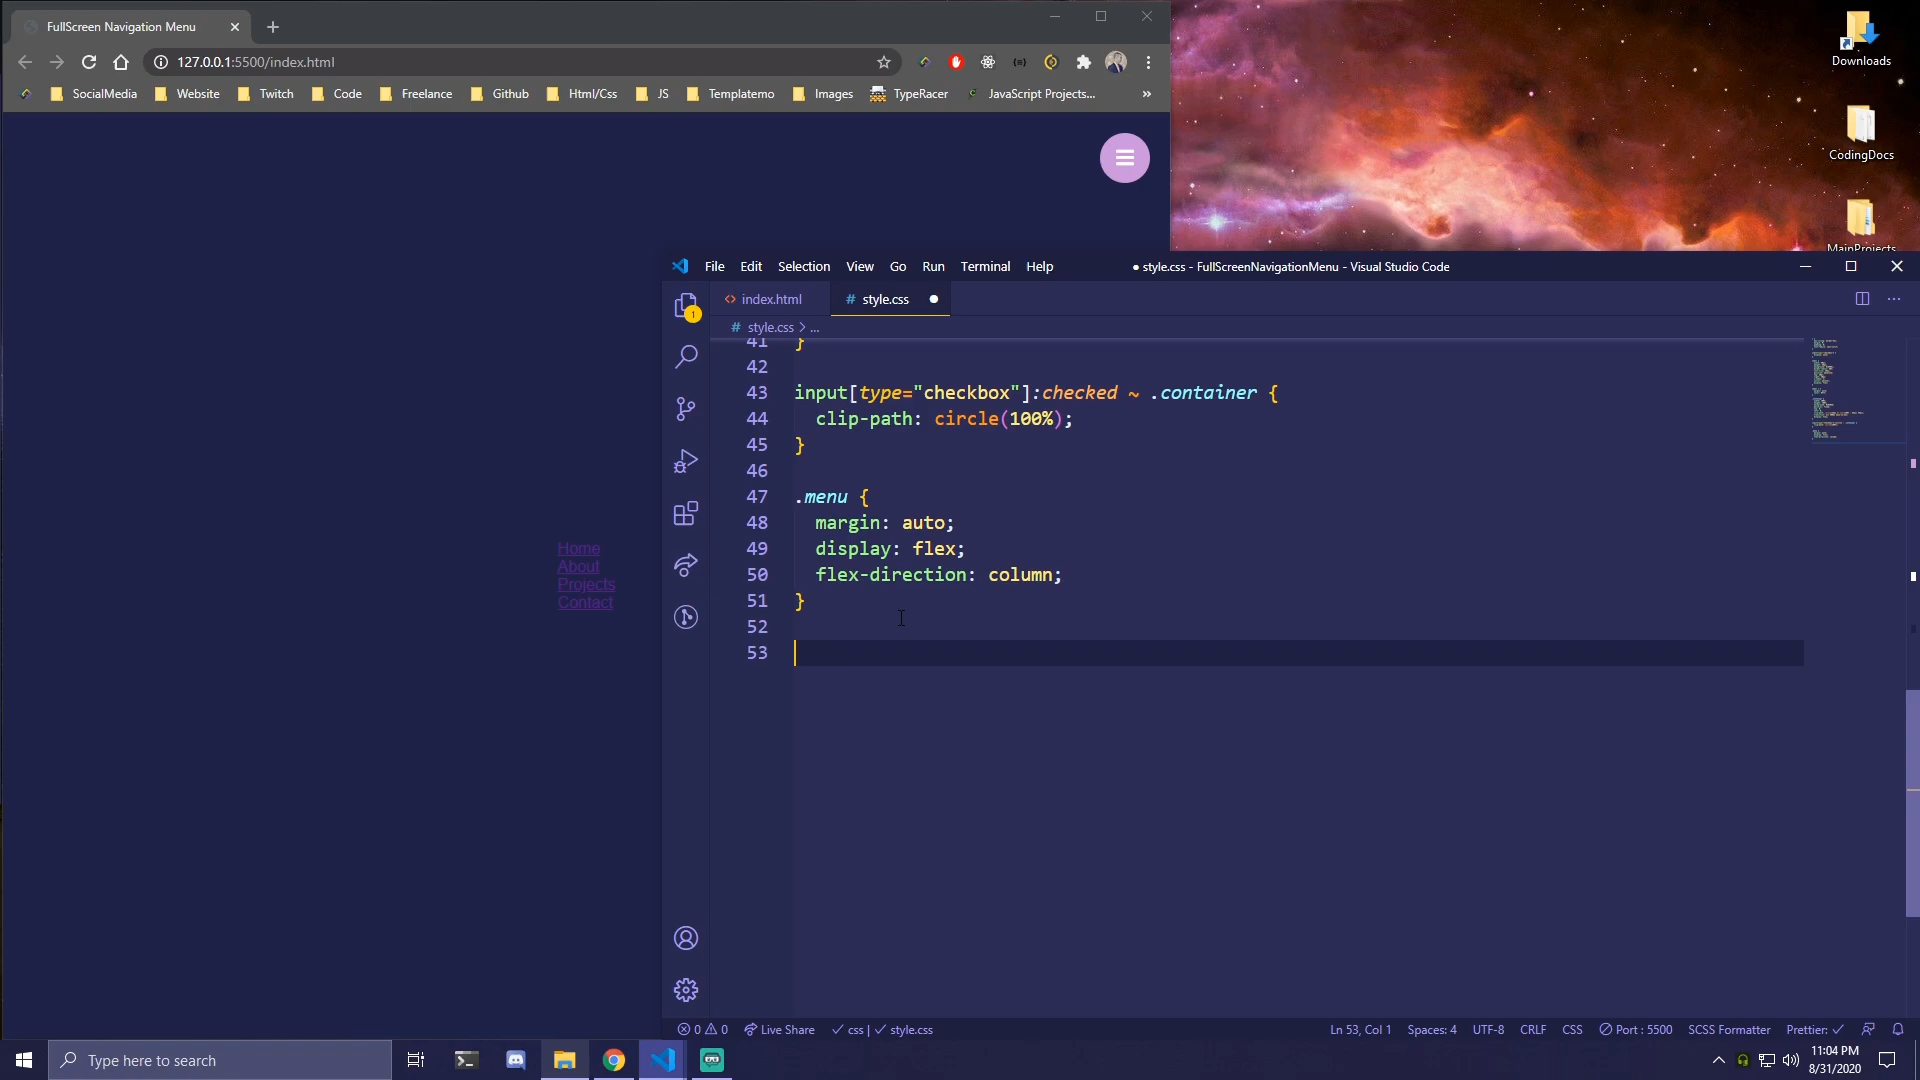 FullScreen Navigation Menu
127.0.0.1:5500/index.html
SocialMedia Website Twitch Code Freelance Github Html/Css JS Templatemo Images TypeRacer JavaScript Projects... »
Downloads
CodingDocs
MainProjects
File Edit Selection View Go Run Terminal Help
● style.css - FullScreenNavigationMenu - Visual Studio Code
1
<> index.html
# style.css ●
# style.css > ...
41 }
42
43 input[type="checkbox"]:checked ~ .container {
44 clip-path: circle(100%);
45 }
46
47 .menu {
48 margin: auto;
49 display: flex;
50 flex-direction: column;
51 }
52
53
Home
About
Projects
Contact
0 0 Live Share ✓ css | ✓ style.css
Ln 53, Col 1 Spaces: 4 UTF-8 CRLF CSS Port : 5500 SCSS Formatter Prettier: ✓
Type here to search
11:04 PM
8/31/2020